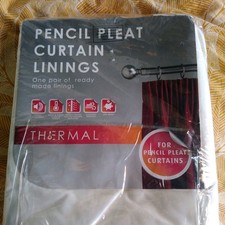 PENCIL PLEAT
CURTAIN
LININGS
One pair of ready
made linings
THERMAL
FOR
PENCIL PLEAT
CURTAINS